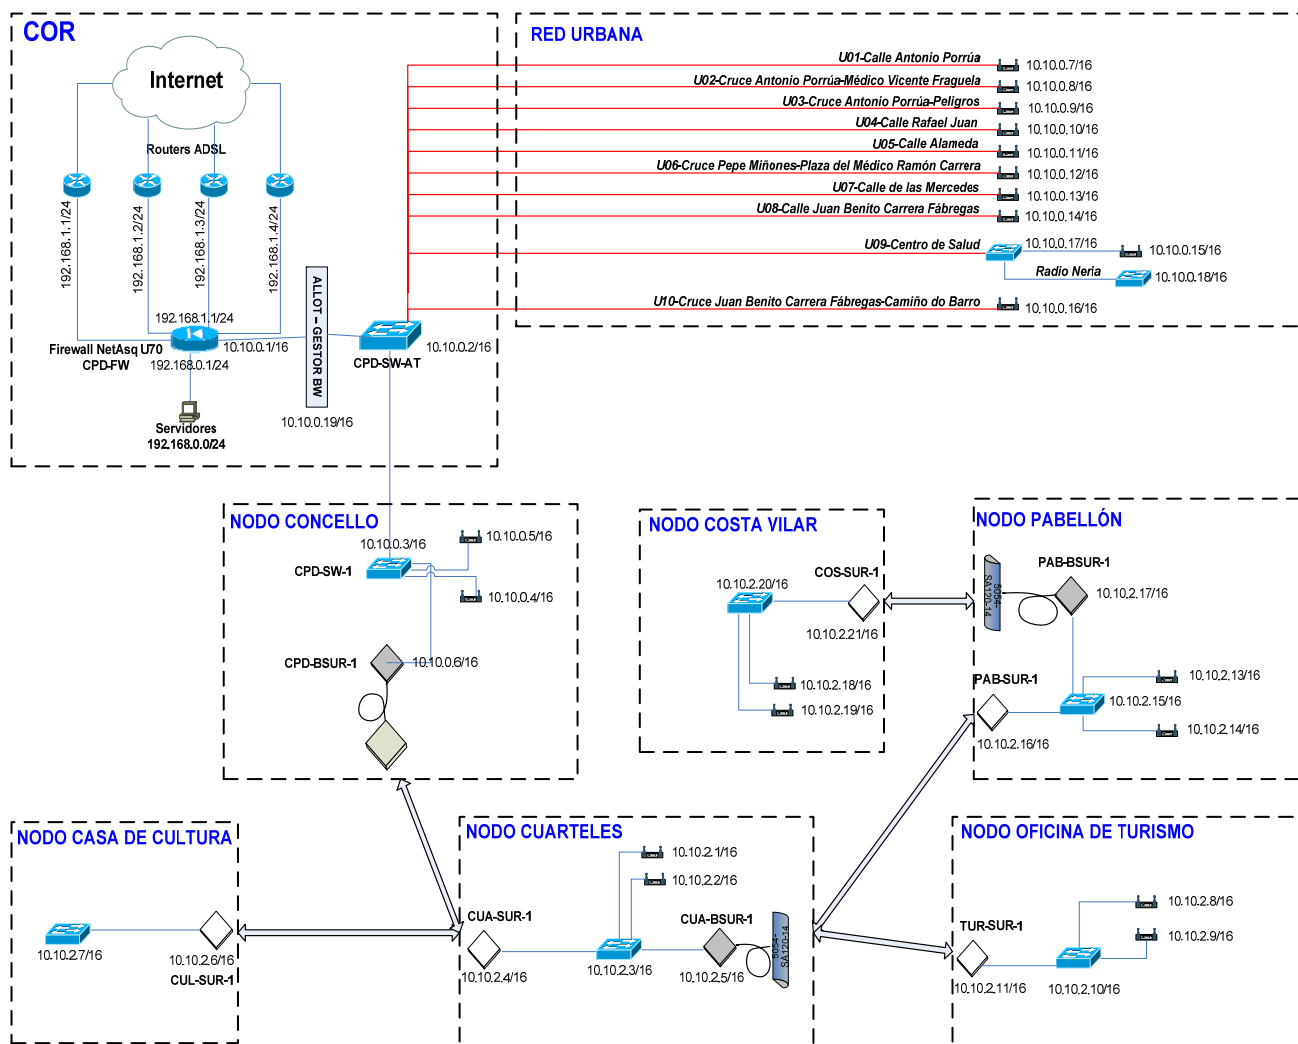 COR
Internet
Routers ADSL
192.168.1.1/24
192.168.1.2/24
192.168.1.3/24
192.168.1.4/24
192.168.1.1/24
Firewall NetAsq U70
CPD-FW
10.10.0.1/16
192.168.0.1/24
Servidores
192.168.0.0/24
ALLOT – GESTOR BW
10.10.0.19/16
CPD-SW-AT
10.10.0.2/16
RED URBANA
U01-Calle Antonio Porrúa
10.10.0.7/16
U02-Cruce Antonio Porrúa-Médico Vicente Fraguela
10.10.0.8/16
U03-Cruce Antonio Porrúa-Peligros
10.10.0.9/16
U04-Calle Rafael Juan
10.10.0.10/16
U05-Calle Alameda
10.10.0.11/16
U06-Cruce Pepe Miñones-Plaza del Médico Ramón Carrera
10.10.0.12/16
U07-Calle de las Mercedes
10.10.0.13/16
U08-Calle Juan Benito Carrera Fábregas
10.10.0.14/16
U09-Centro de Salud
10.10.0.17/16
10.10.0.15/16
Radio Neria
10.10.0.18/16
U10-Cruce Juan Benito Carrera Fábregas-Camiño do Barro
10.10.0.16/16
NODO CONCELLO
10.10.0.3/16
10.10.0.5/16
CPD-SW-1
10.10.0.4/16
CPD-BSUR-1
10.10.0.6/16
NODO COSTA VILAR
10.10.2.20/16
COS-SUR-1
10.10.2.21/16
10.10.2.18/16
10.10.2.19/16
NODO PABELLÓN
5054-
SA120-14
PAB-BSUR-1
10.10.2.17/16
PAB-SUR-1
10.10.2.16/16
10.10.2.15/16
10.10.2.13/16
10.10.2.14/16
NODO CASA DE CULTURA
10.10.2.7/16
10.10.2.6/16
CUL-SUR-1
NODO CUARTELES
10.10.2.1/16
10.10.2.2/16
CUA-SUR-1
10.10.2.4/16
10.10.2.3/16
CUA-BSUR-1
10.10.2.5/16
5054-
SA120-14
NODO OFICINA DE TURISMO
10.10.2.8/16
10.10.2.9/16
TUR-SUR-1
10.10.2.11/16
10.10.2.10/16